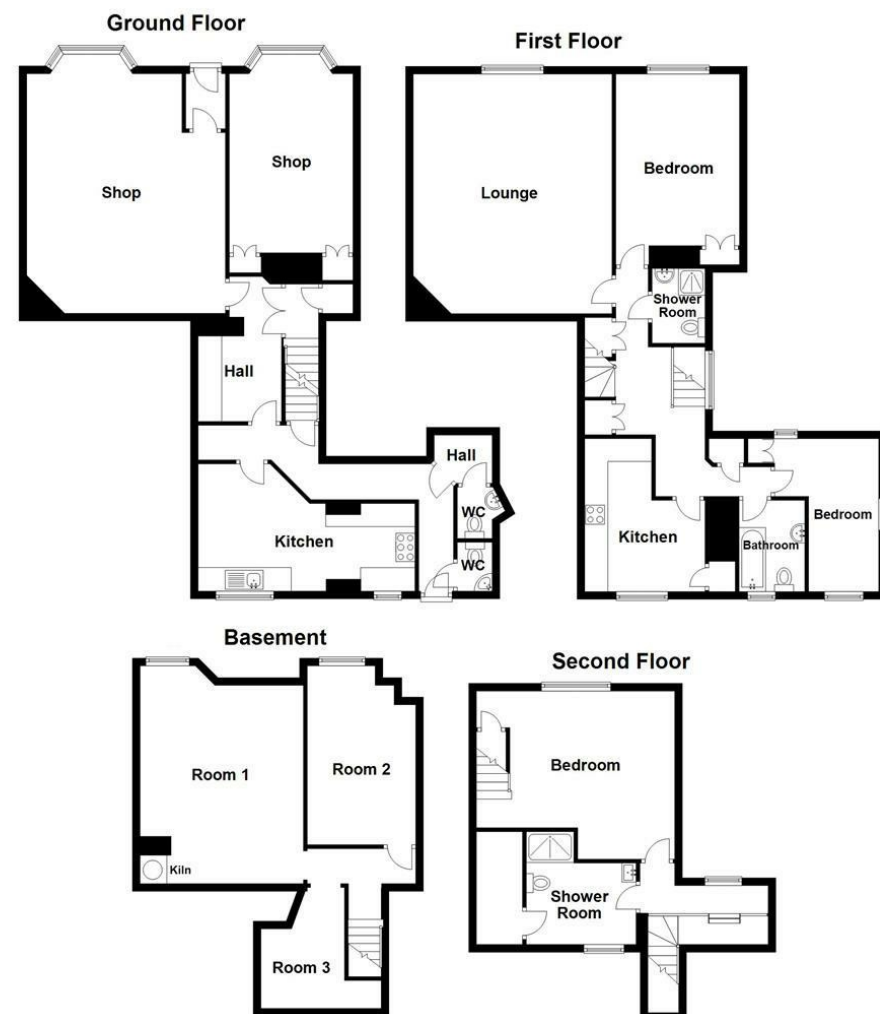 Ground Floor
Shop
Shop
Hall
Hall
WC
Kitchen
WC
First Floor
Lounge
Bedroom
Shower
Room
Kitchen
Bathroom
Bedroom
Basement
Room 1
Room 2
Kiln
Room 3
Second Floor
Bedroom
Shower
Room